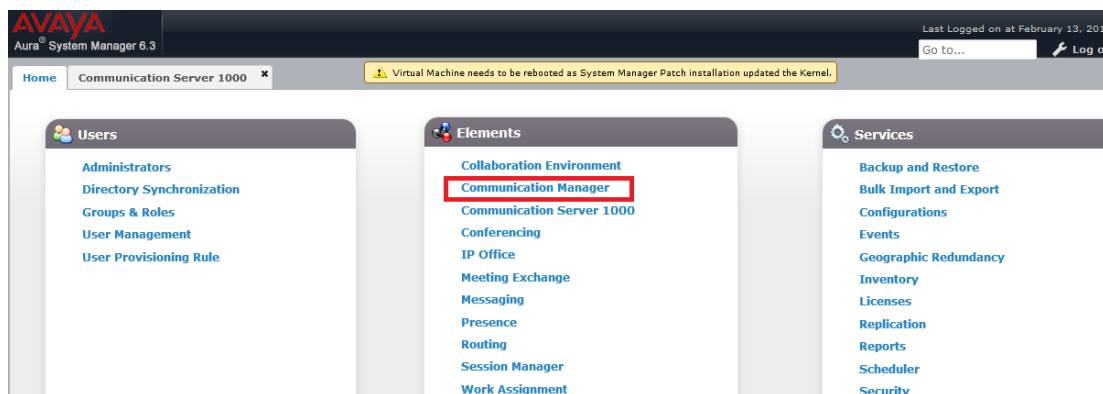 AVAYA
Aura® System Manager 6.3
Last Logged on at February 13, 201
Go to...
Log o
Home
Communication Server 1000 ×
Virtual Machine needs to be rebooted as System Manager Patch installation updated the Kernel.
Users
Administrators
Directory Synchronization
Groups & Roles
User Management
User Provisioning Rule
Elements
Collaboration Environment
Communication Manager
Communication Server 1000
Conferencing
IP Office
Meeting Exchange
Messaging
Presence
Routing
Session Manager
Work Assignment
Services
Backup and Restore
Bulk Import and Export
Configurations
Events
Geographic Redundancy
Inventory
Licenses
Replication
Reports
Scheduler
Security